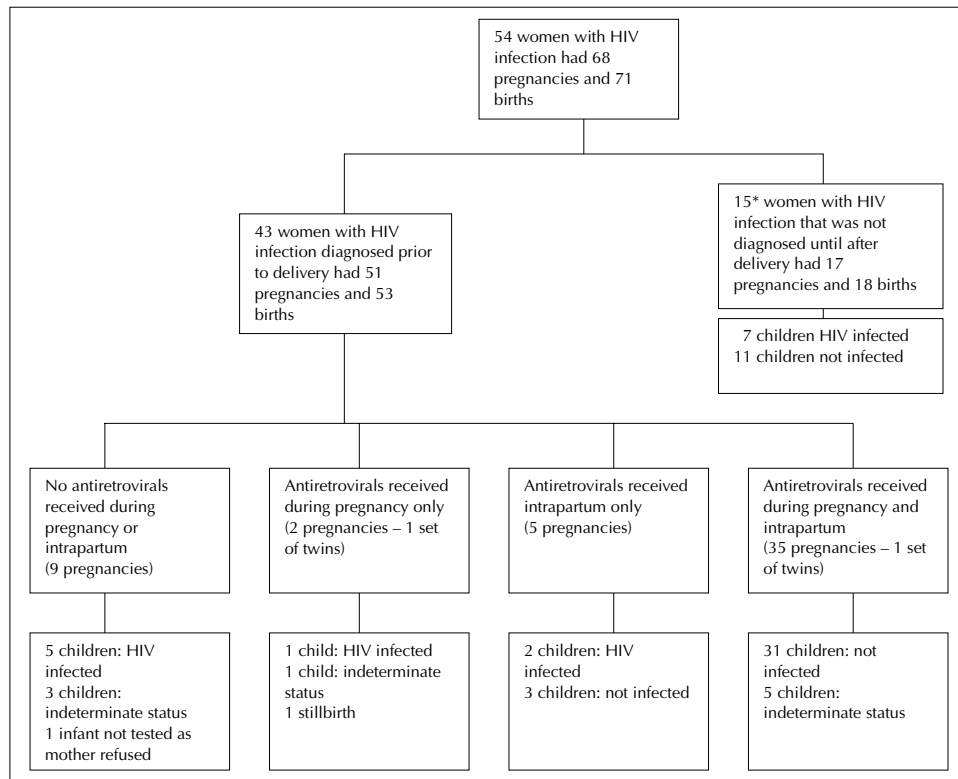 54 women with HIV
infection had 68
pregnancies and 71
births
15* women with HIV
infection that was not
diagnosed until after
delivery had 17
pregnancies and 18 births
43 women with HIV
infection diagnosed prior
to delivery had 51
pregnancies and 53
births
7 children HIV infected
11 children not infected
No antiretrovirals
received during
pregnancy or
intrapartum
(9 pregnancies)
Antiretrovirals received
during pregnancy only
(2 pregnancies – 1 set
of twins)
Antiretrovirals received
intrapartum only
(5 pregnancies)
Antiretrovirals received
during pregnancy and
intrapartum
(35 pregnancies – 1 set
of twins)
5 children: HIV
infected
3 children:
indeterminate status
1 infant not tested as
mother refused
1 child: HIV infected
1 child: indeterminate
status
1 stillbirth
2 children: HIV
infected
3 children: not infected
31 children: not
infected
5 children:
indeterminate status